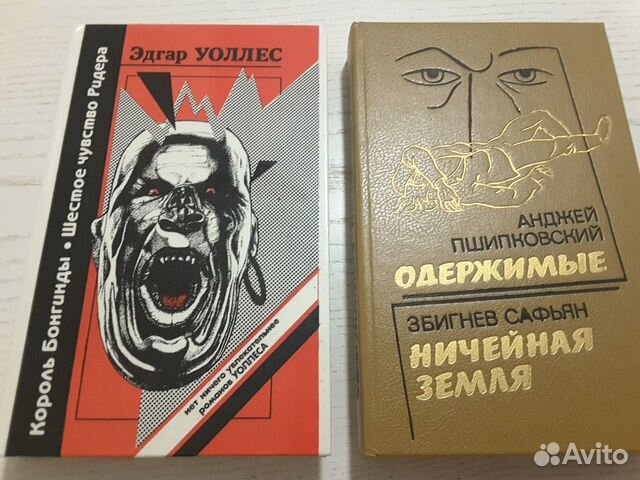 Эдгар УОЛЛЕС
Король Бонгинды • Шестое чувство Ридера
нет ничего увлекательнее
романов УОЛЛЕСА
АНДЖЕЙ
ПШИПКОВСКИЙ
ОДЕРЖИМЫЕ
ЗБИГНЕВ САФЬЯН
НИЧЕЙНАЯ
ЗЕМЛЯ
Avito